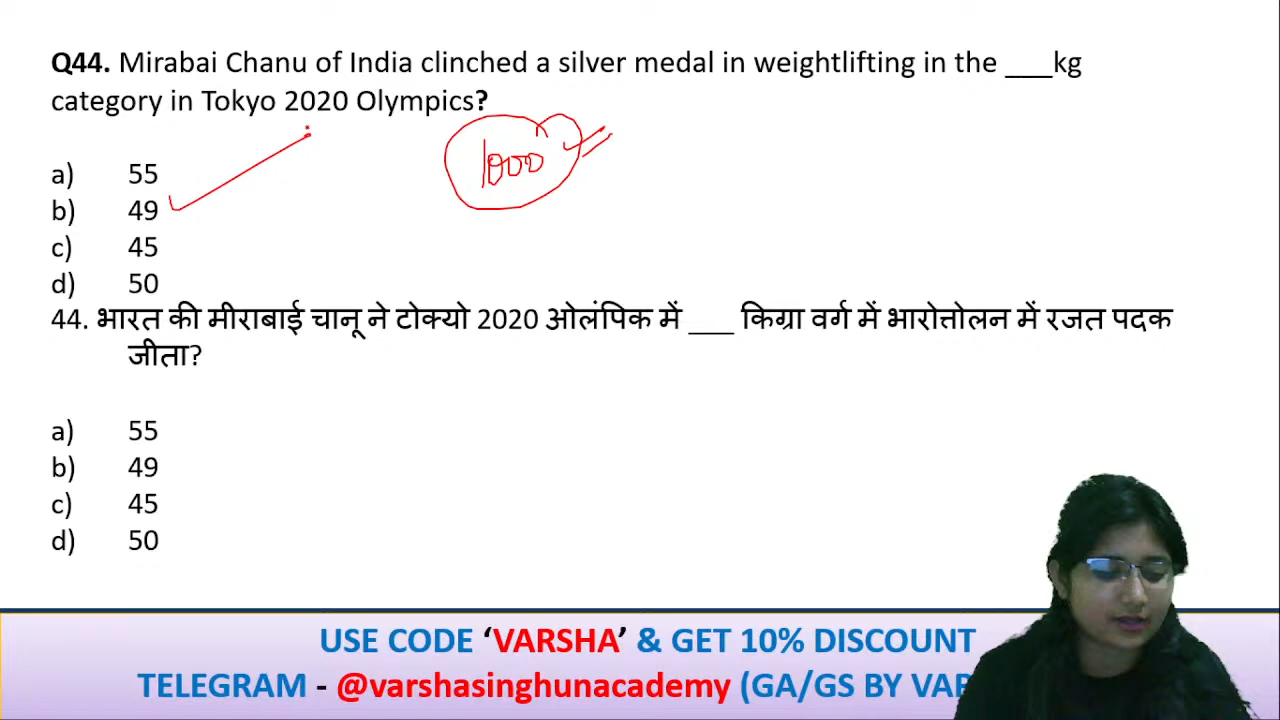 Q44. Mirabai Chanu of India clinched a silver medal in weightlifting in the ___kg
category in Tokyo 2020 Olympics?
1000
a) 55
b) 49
c) 45
d) 50
44. भारत की मीराबाई चानू ने टोक्यो 2020 ओलंपिक में ___ किग्रा वर्ग में भारोत्तोलन में रजत पदक
जीता?
a) 55
b) 49
c) 45
d) 50
USE CODE ‘VARSHA’ & GET 10% DISCOUNT
TELEGRAM - @varshasinghunacademy (GA/GS BY